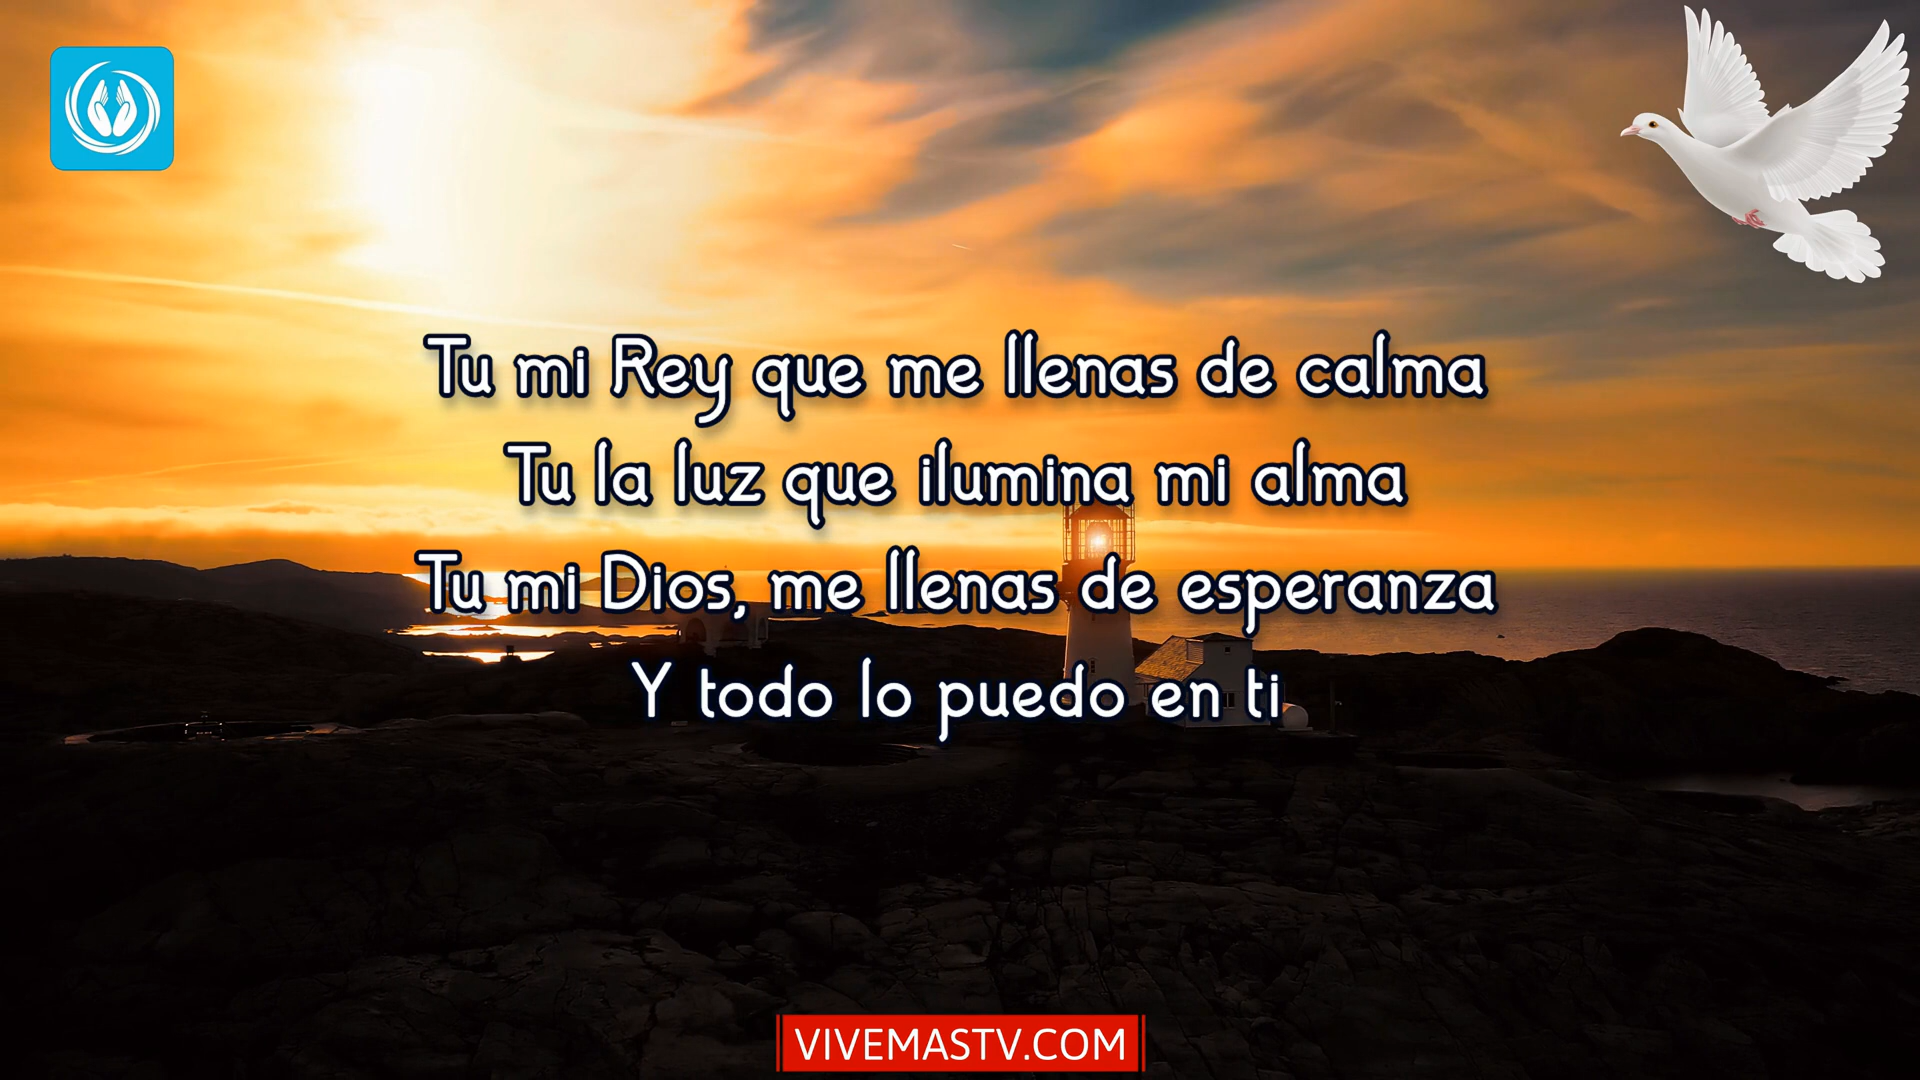 Tu mi Rey que me llenas de calma
Tu la luz que ilumina mi alma
Tu mi Dios, me llenas de esperanza
Y todo lo puedo en ti
VIVEMASTV.COM